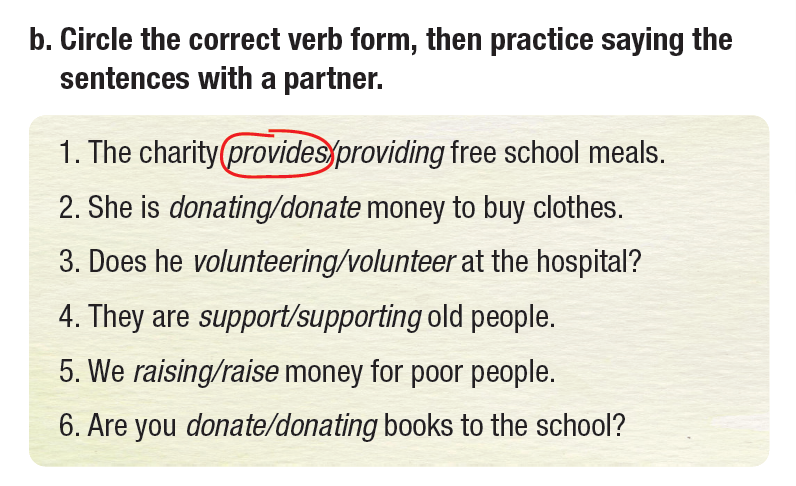 b. Circle the correct verb form, then practice saying the
sentences with a partner.
1. The charity provides/providing free school meals.
2. She is donating/donate money to buy clothes.
3. Does he volunteering/volunteer at the hospital?
4. They are support/supporting old people.
5. We raising/raise money for poor people.
6. Are you donate/donating books to the school?